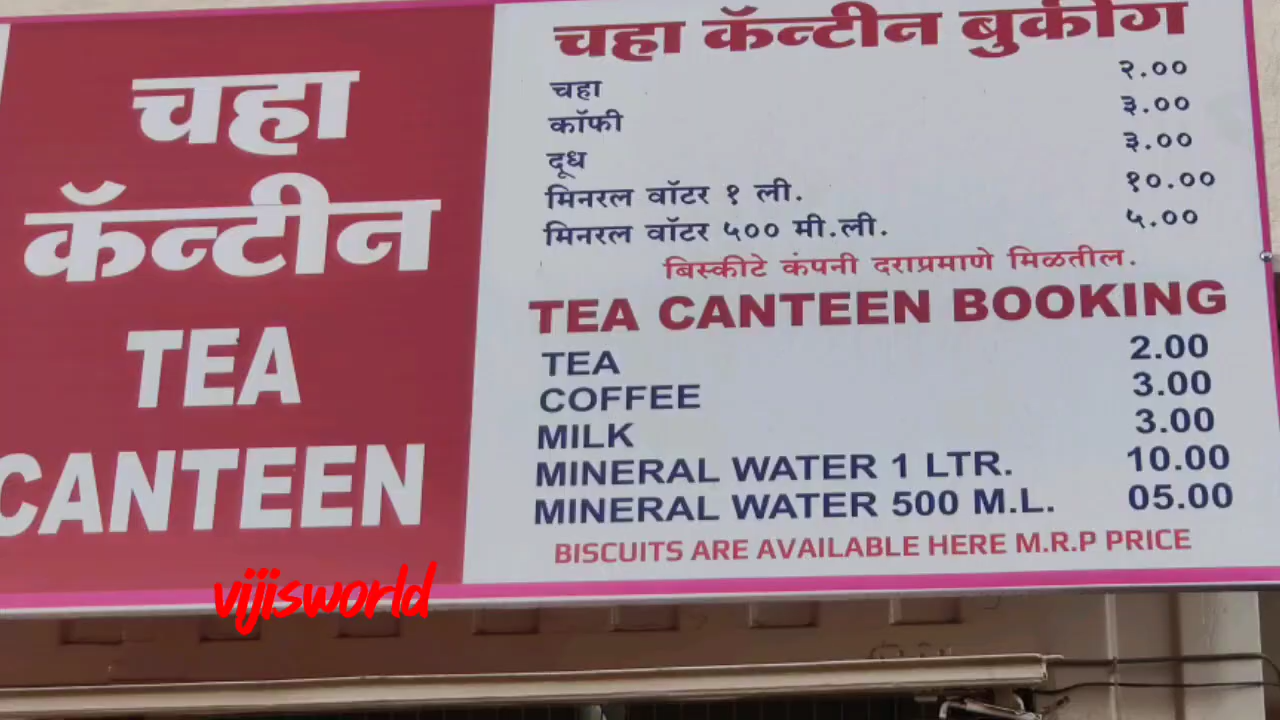 चहा
कॅन्टीन
TEA
CANTEEN
चहा कॅन्टीन बुकींग
चहा २.००
कॉफी ३.००
दूध ३.००
मिनरल वॉटर १ ली. १०.००
मिनरल वॉटर ५०० मी.ली. ५.००
बिस्कीटे कंपनी दराप्रमाणे मिळतील.
TEA CANTEEN BOOKING
TEA 2.00
COFFEE 3.00
MILK 3.00
MINERAL WATER 1 LTR. 10.00
MINERAL WATER 500 M.L. 05.00
BISCUITS ARE AVAILABLE HERE M.R.P PRICE
vijisworld